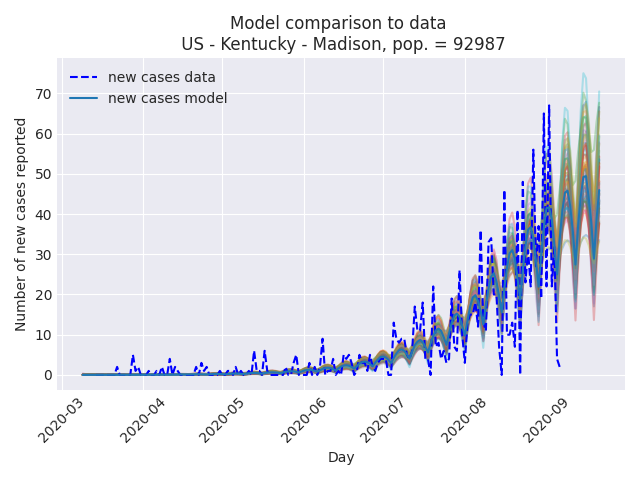 Model comparison to data
US - Kentucky - Madison, pop. = 92987
new cases data
new cases model
Number of new cases reported
70
60
50
40
30
20
10
0
2020-03
2020-04
2020-05
2020-06
2020-07
2020-08
2020-09
Day